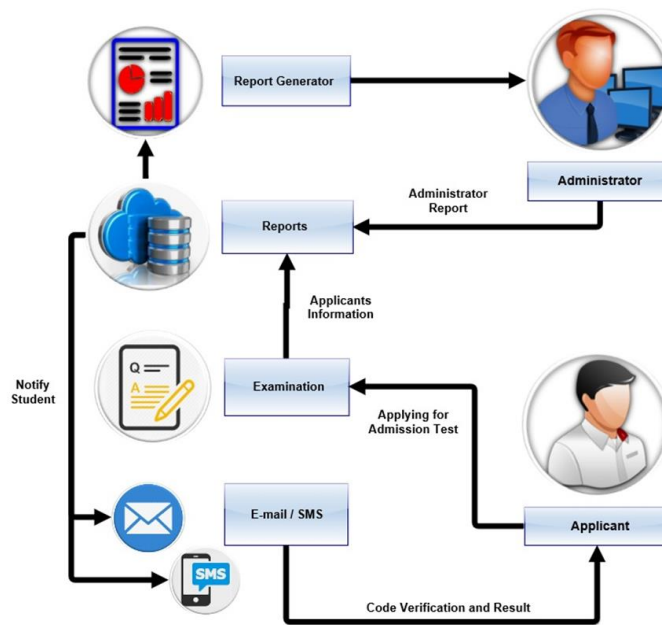 Report Generator
Administrator
Administrator
Report
Reports
Applicants
Information
Q
A
Examination
Notify
Student
Applying for
Admission Test
E-mail / SMS
Applicant
SMS
Code Verification and Result